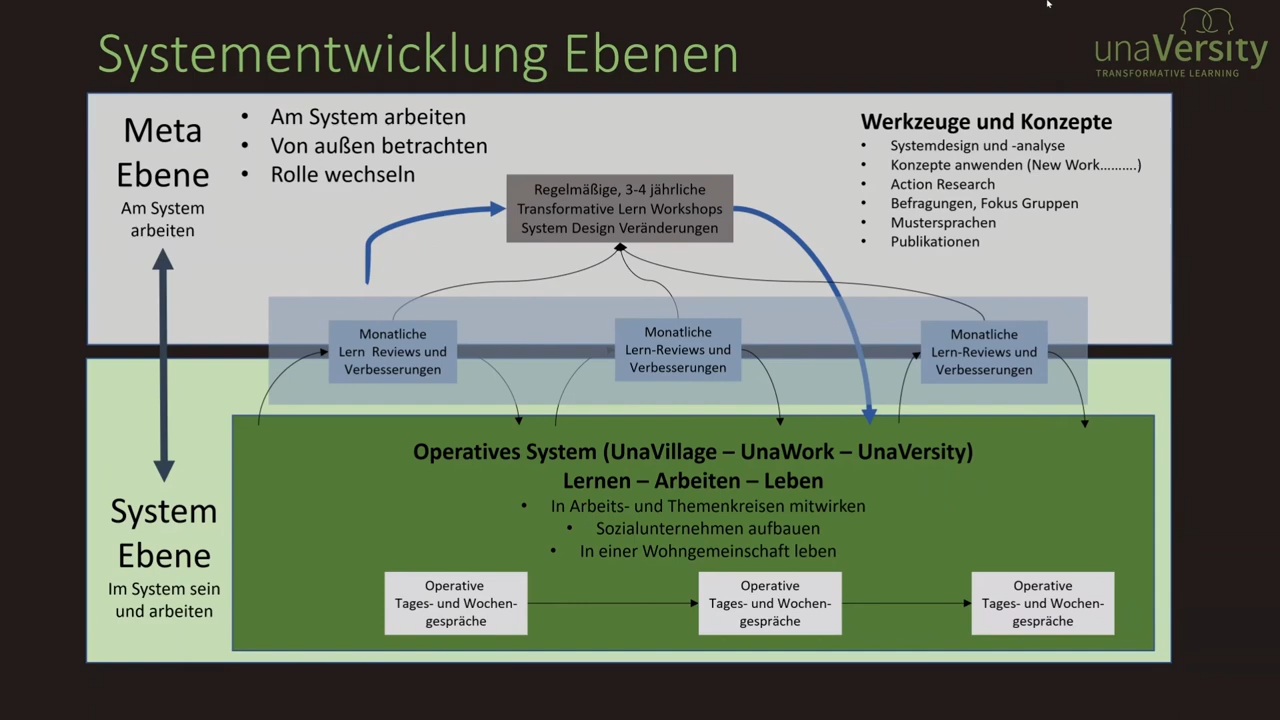 Systementwicklung Ebenen
unaVersity
TRANSFORMATIVE LEARNING
Meta
Ebene
Am System
arbeiten
• Am System arbeiten
• Von außen betrachten
• Rolle wechseln
Werkzeuge und Konzepte
• Systemdesign und -analyse
• Konzepte anwenden (New Work……….)
• Action Research
• Befragungen, Fokus Gruppen
• Mustersprachen
• Publikationen
Regelmäßige, 3-4 jährliche
Transformative Lern Workshops
System Design Veränderungen
Monatliche
Lern Reviews und
Verbesserungen
Monatliche
Lern-Reviews und
Verbesserungen
Monatliche
Lern-Reviews und
Verbesserungen
System
Ebene
Im System sein
und arbeiten
Operatives System (UnaVillage – UnaWork – UnaVersity)
Lernen – Arbeiten – Leben
• In Arbeits- und Themenkreisen mitwirken
• Sozialunternehmen aufbauen
• In einer Wohngemeinschaft leben
Operative
Tages- und Wochen-
gespräche
Operative
Tages- und Wochen-
gespräche
Operative
Tages- und Wochen-
gespräche